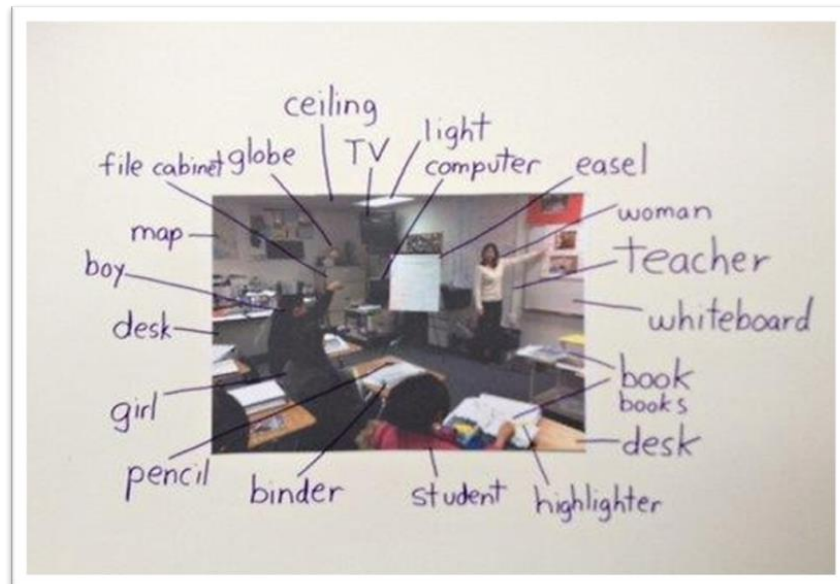 ceiling
light
TV
file cabinet globe
computer
easel
map
woman
boy
teacher
desk
whiteboard
girl
book
books
desk
pencil
binder
student
highlighter